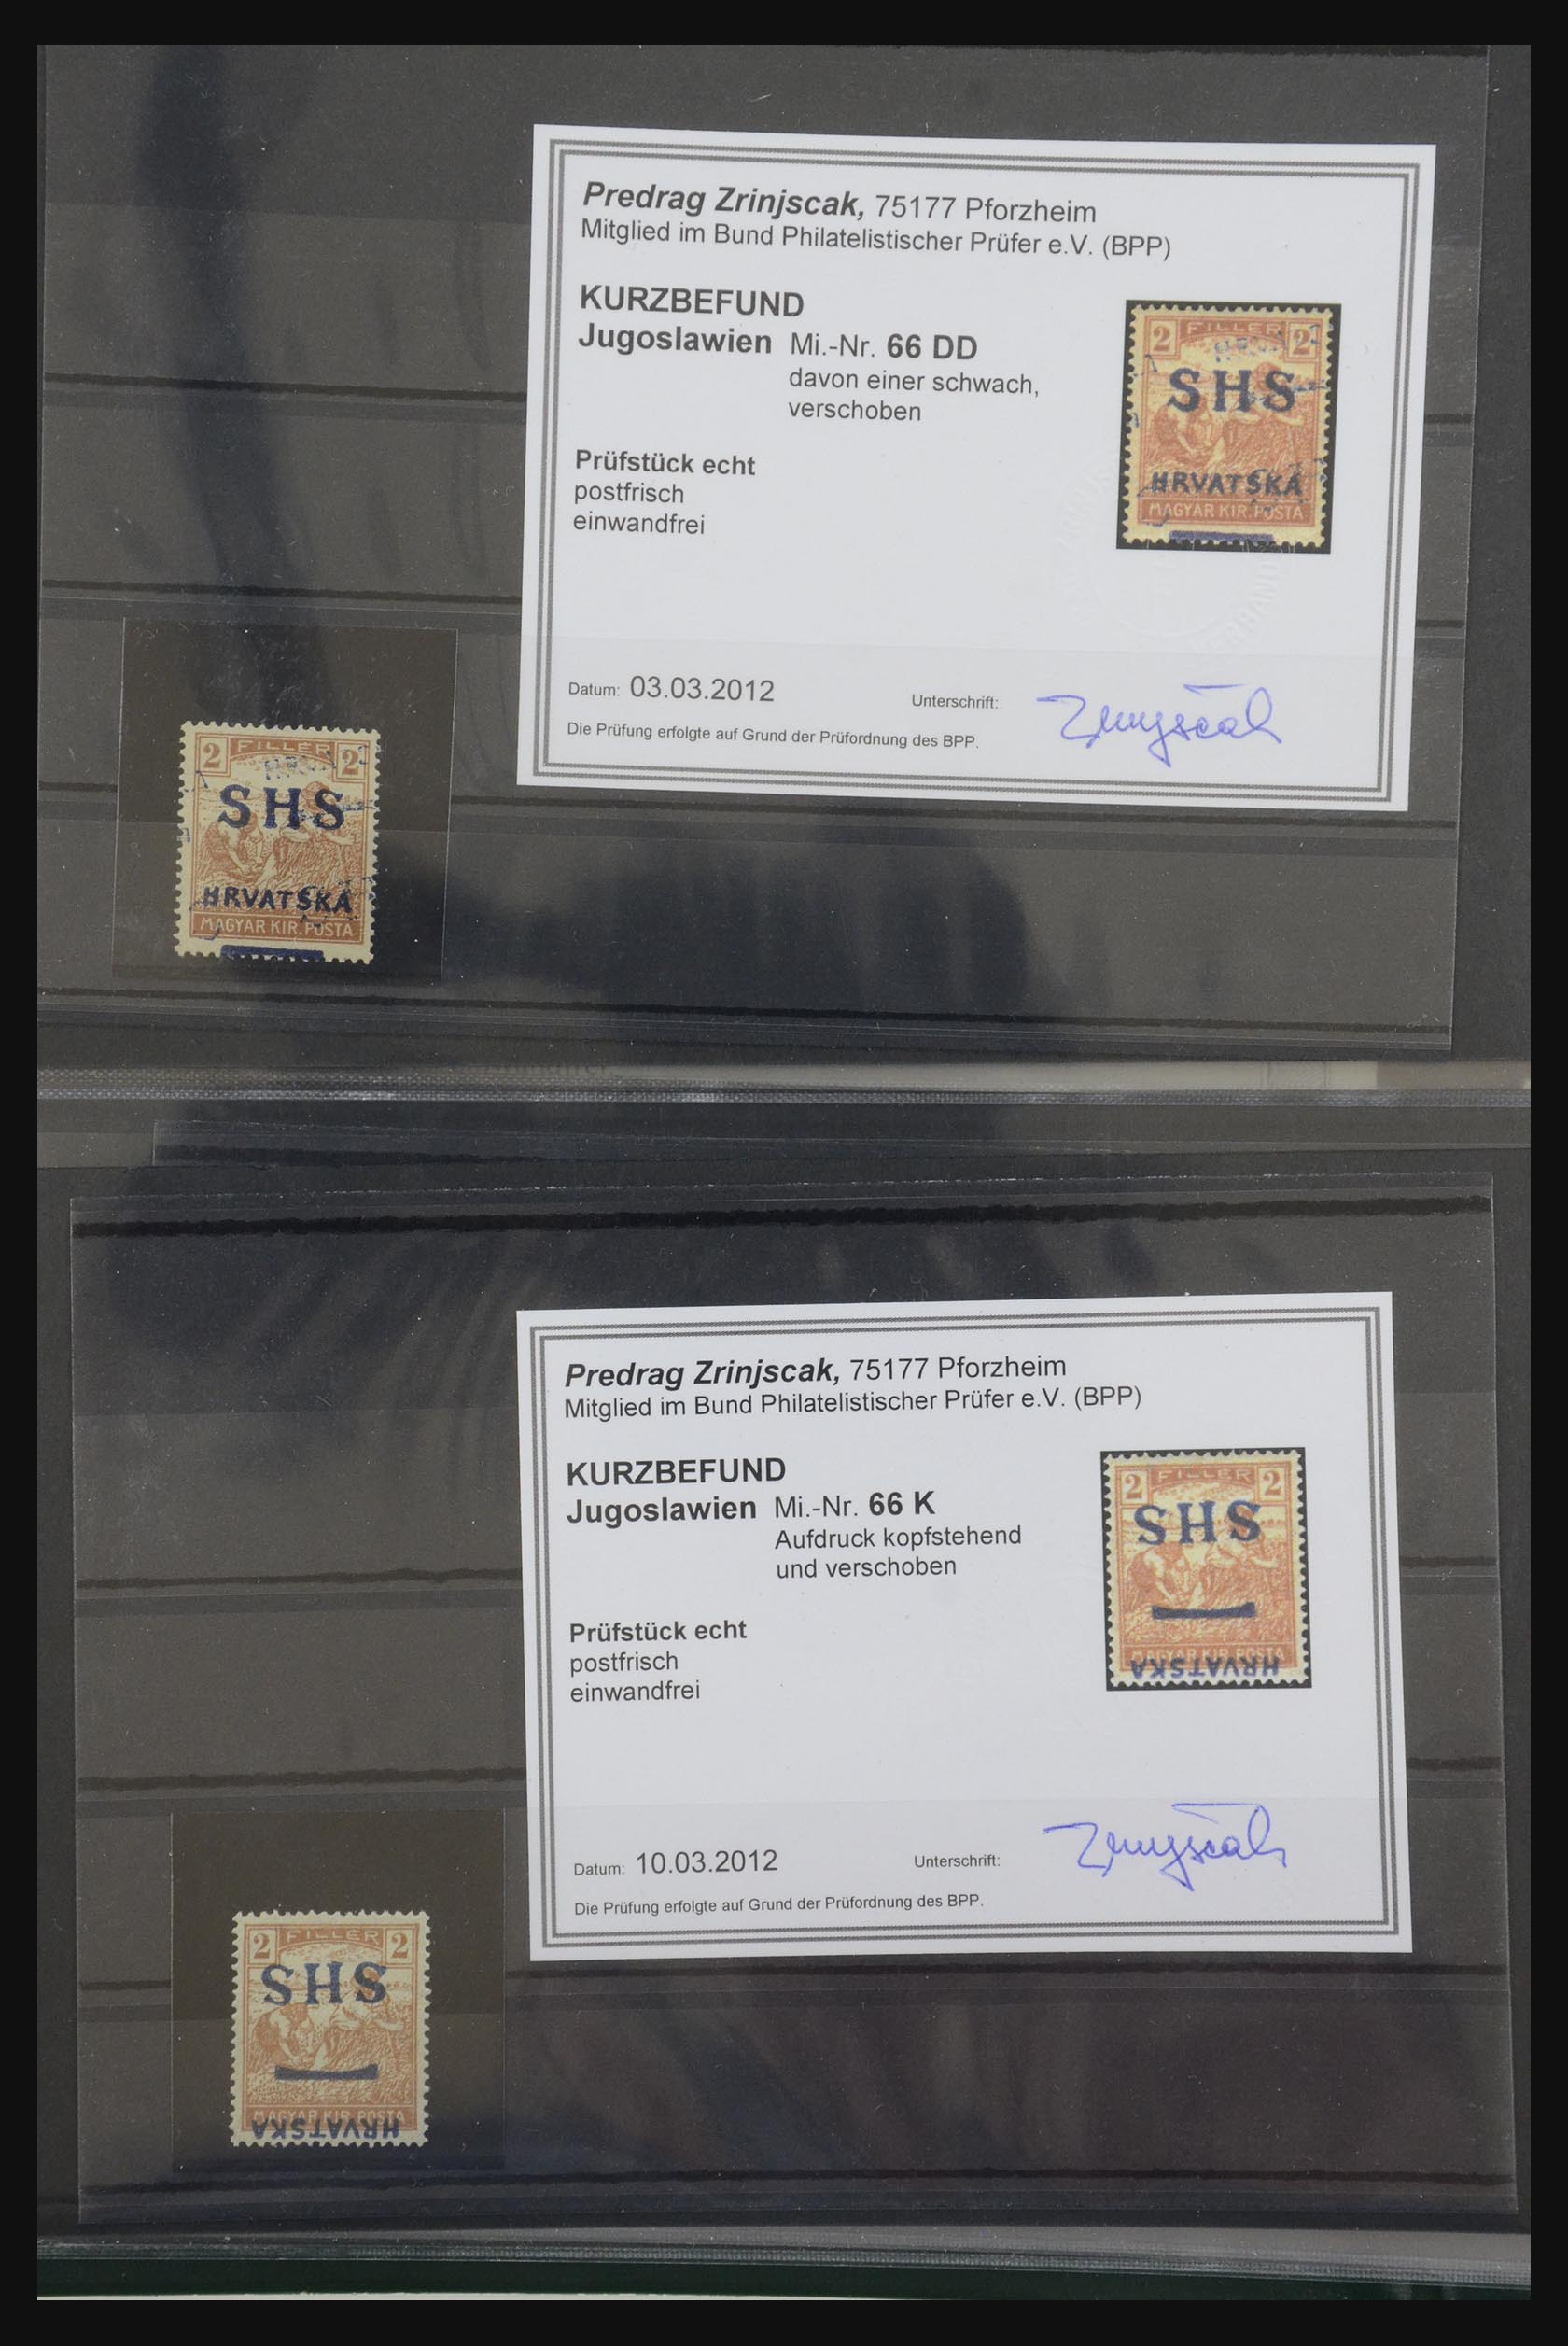 Predrag Zrinjscak, 75177 Pforzheim
Mitglied im Bund Philatelistischer Prüfer e.V. (BPP)
KURZBEFUND
Jugoslawien Mi.-Nr. 66 DD
davon einer schwach,
verschoben
Prüfstück echt
postfrisch
einwandfrei
2 FILLER 2
SHS
HRVATSKA
MAGYAR KIR. POSTA
Datum: 03.03.2012
Unterschrift:
Die Prüfung erfolgte auf Grund der Prüfordnung des BPP.
2 FILLER 2
SHS
HRVATSKA
MAGYAR KIR. POSTA
Predrag Zrinjscak, 75177 Pforzheim
Mitglied im Bund Philatelistischer Prüfer e.V. (BPP)
KURZBEFUND
Jugoslawien Mi.-Nr. 66 K
Aufdruck kopfstehend
und verschoben
Prüfstück echt
postfrisch
einwandfrei
2 FILLER 2
SHS
MAGYAR KIR. POSTA
HRVATSKA
Datum: 10.03.2012
Unterschrift:
Die Prüfung erfolgte auf Grund der Prüfordnung des BPP.
2 FILLER 2
SHS
MAGYAR KIR. POSTA
HRVATSKA